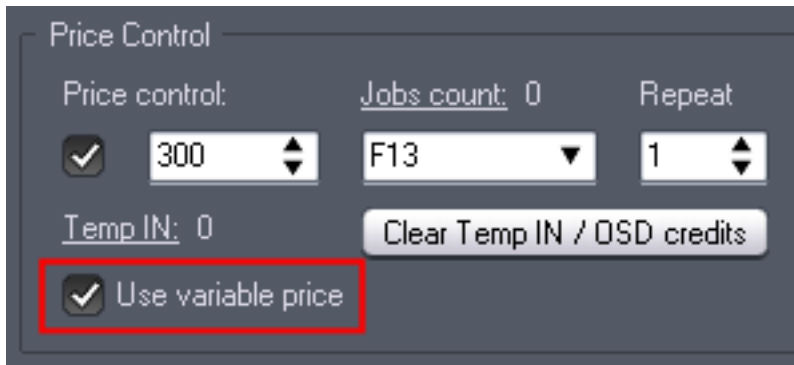 Price Control
Price control: Jobs count: 0 Repeat
300 F13 1
Temp IN: 0 Clear Temp IN / OSD credits
Use variable price